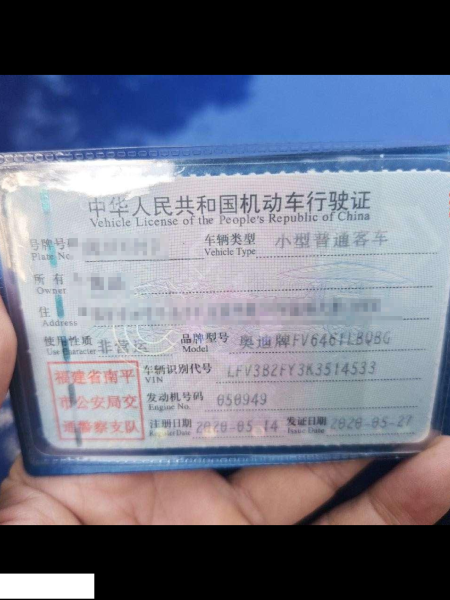 中华人民共和国机动车行驶证
Vehicle License of the People's Republic of China
号牌号码
Plate No.
车辆类型 小型普通客车
Vehicle Type
所 有
Owner
住
Address
使用性质 非营运
Use Character
品牌型号 奥迪牌FV6461LBQBG
Model
福建省南平
市公安局交
通警察支队
车辆识别代号 LFV3B2FY3K3514533
VIN
发动机号码 050949
Engine No.
注册日期 2020-05-14
Register Date
发证日期 2020-05-27
Issue Date